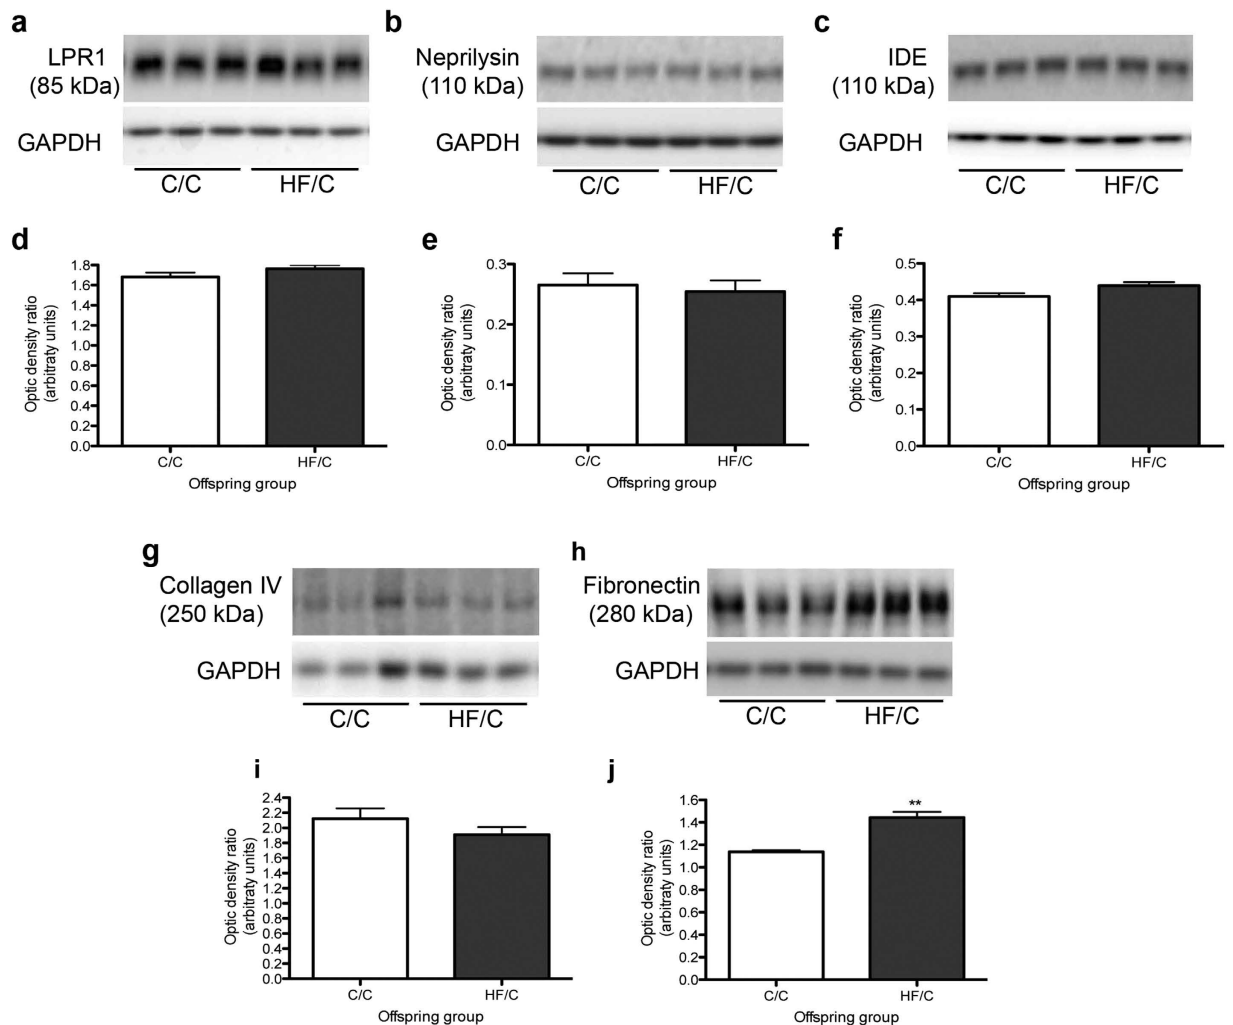 a
LPR1
(85 kDa)
GAPDH
C/C HF/C
b
Neprilysin
(110 kDa)
GAPDH
C/C HF/C
c
IDE
(110 kDa)
GAPDH
C/C HF/C
d
Optic density ratio
(arbitraty units)
1.8
1.6
1.4
1.2
1.0
0.8
0.6
0.4
0.2
0.0
C/C HF/C
Offspring group
e
Optic density ratio
(arbitraty units)
0.3
0.2
0.1
0.0
C/C HF/C
Offspring group
f
Optic density ratio
(arbitraty units)
0.5
0.4
0.3
0.2
0.1
0.0
C/C HF/C
Offspring group
g
Collagen IV
(250 kDa)
GAPDH
C/C HF/C
h
Fibronectin
(280 kDa)
GAPDH
C/C HF/C
i
Optic density ratio
(arbitraty units)
2.4
2.2
2.0
1.8
1.6
1.4
1.2
1.0
0.8
0.6
0.4
0.2
0.0
C/C HF/C
Offspring group
j
Optic density ratio
(arbitraty units)
1.6
1.4
1.2
1.0
0.8
0.6
0.4
0.2
0.0
**
C/C HF/C
Offspring group